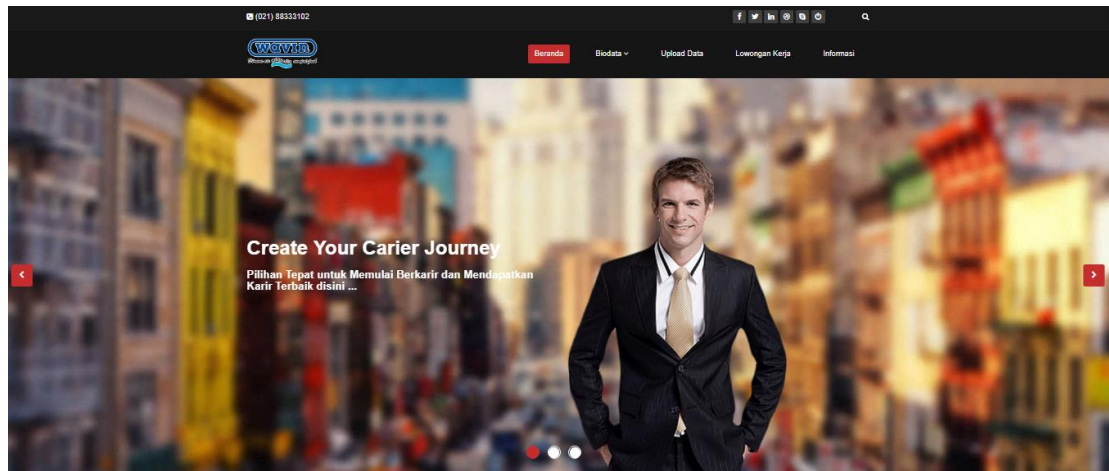 (021) 88333102
wavin
Beranda Biodata Upload Data Lowongan Kerja Informasi
Create Your Carier Journey
Pilihan Tepat untuk Memulai Berkarir dan Mendapatkan
Karir Terbaik disini ...